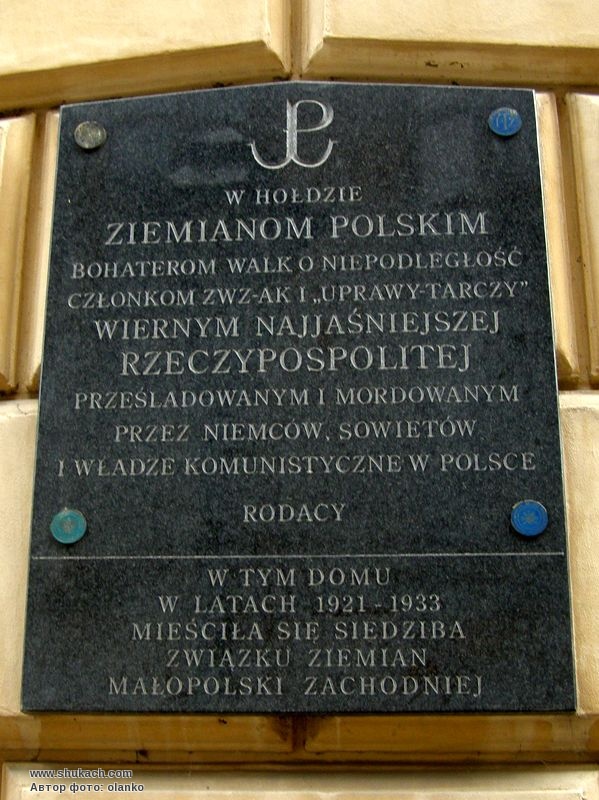 W HOŁDZIE
ZIEMIANOM POLSKIM
BOHATEROM WALK O NIEPODLEGŁOŚĆ
CZŁONKOM ZWZ-AK I „UPRAWY-TARCZY”
WIERNYM NAJJAŚNIEJSZEJ
RZECZYPOSPOLITEJ
PRZEŚLADOWANYM I MORDOWANYM
PRZEZ NIEMCÓW, SOWIETÓW
I WŁADZE KOMUNISTYCZNE W POLSCE
RODACY
W TYM DOMU
W LATACH 1921-1933
MIEŚCIŁA SIĘ SIEDZIBA
ZWIĄZKU ZIEMIAN
MAŁOPOLSKI ZACHODNIEJ
www.shukach.com
Автор фото: olanko